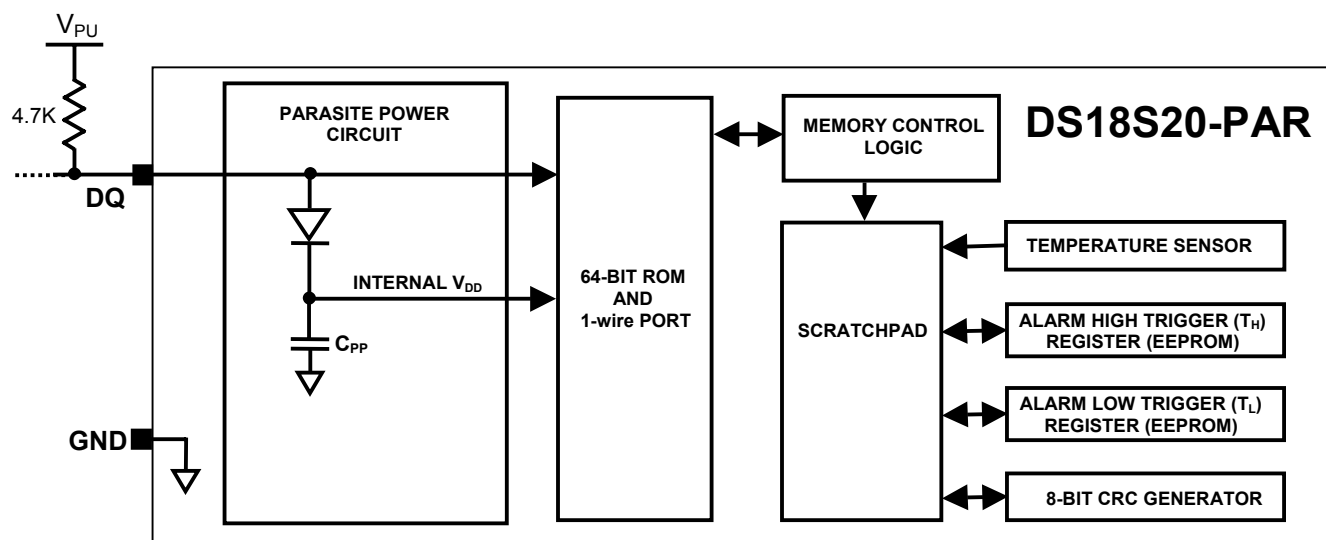 V_PU
4.7K
DQ
GND
PARASITE POWER
CIRCUIT
INTERNAL V_DD
C_PP
64-BIT ROM
AND
1-wire PORT
MEMORY CONTROL
LOGIC
DS18S20-PAR
SCRATCHPAD
TEMPERATURE SENSOR
ALARM HIGH TRIGGER (T_H)
REGISTER (EEPROM)
ALARM LOW TRIGGER (T_L)
REGISTER (EEPROM)
8-BIT CRC GENERATOR